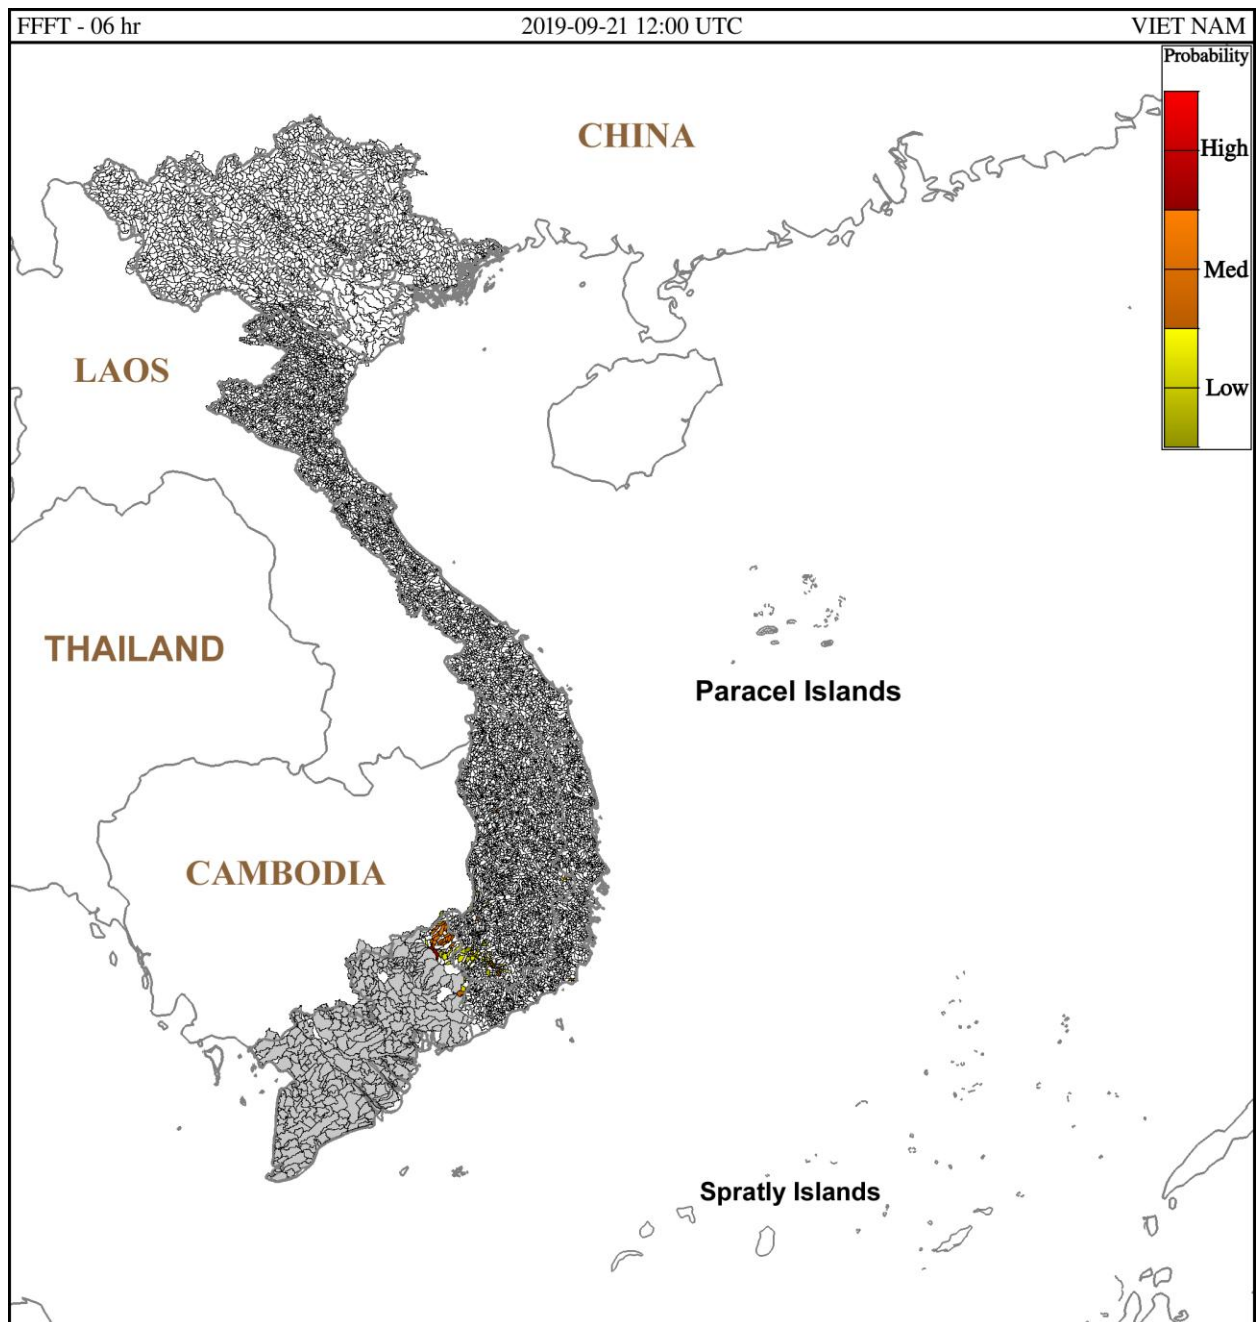 FFFT - 06 hr
2019-09-21 12:00 UTC
VIET NAM
Probability
CHINA
High
Med
LAOS
Low
THAILAND
Paracel Islands
CAMBODIA
Spratly Islands